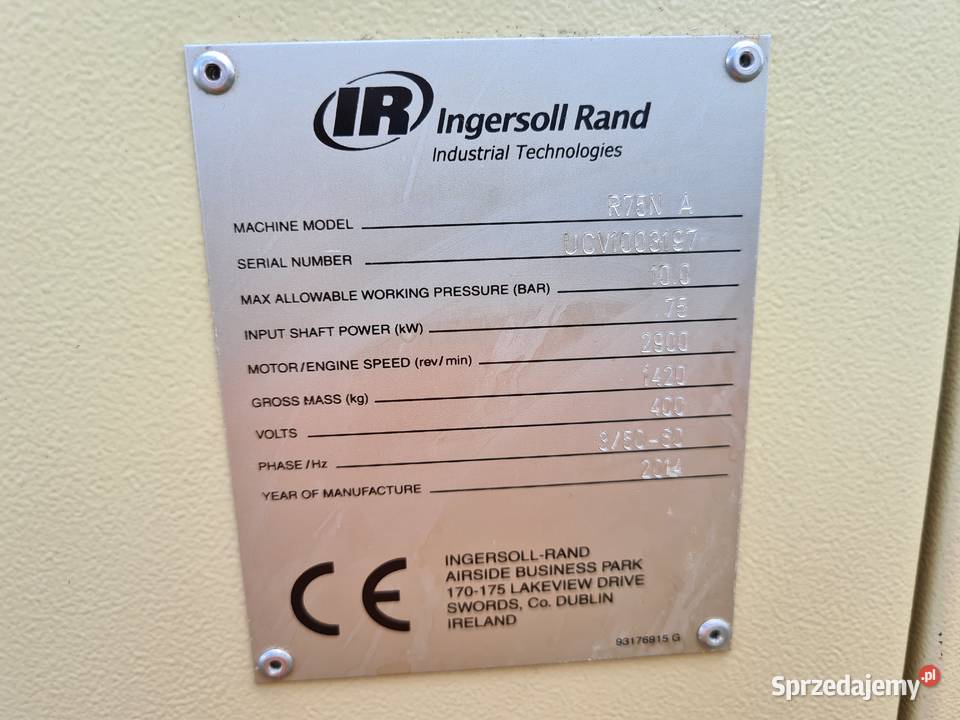 IR Ingersoll Rand
Industrial Technologies
MACHINE MODEL R75N A
SERIAL NUMBER UCV1003197
MAX ALLOWABLE WORKING PRESSURE (BAR) 10.0
INPUT SHAFT POWER (kW) 75
MOTOR/ENGINE SPEED (rev/min) 2900
GROSS MASS (kg) 1420
VOLTS 400
PHASE/Hz 3/50-60
YEAR OF MANUFACTURE 2014
CE
INGERSOLL-RAND
AIRSIDE BUSINESS PARK
170-175 LAKEVIEW DRIVE
SWORDS, Co. DUBLIN
IRELAND
93176915 G
Sprzedajemy.pl